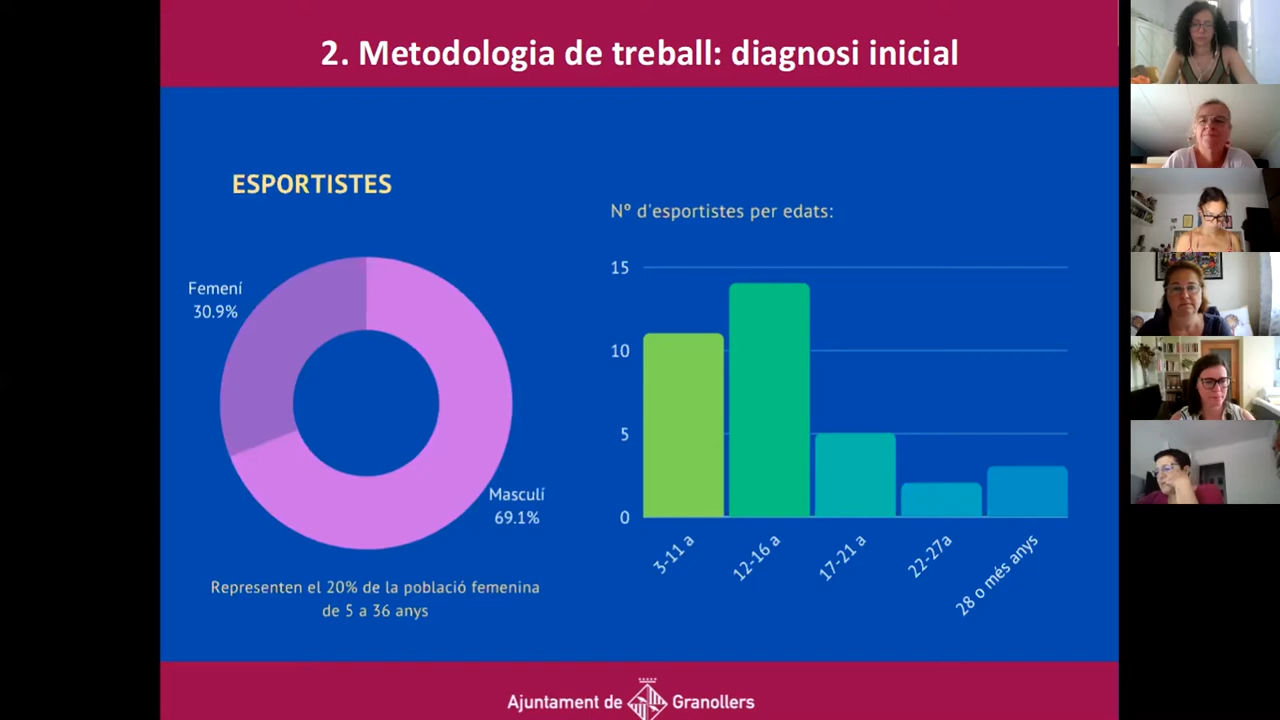 2. Metodologia de treball: diagnosi inicial
ESPORTISTES
Femení
30.9%
Masculí
69.1%
Representen el 20% de la població femenina
de 5 a 36 anys
Nº d'esportistes per edats:
15
10
5
0
3-11 a
12-16 a
17-21 a
22-27a
28 o més anys
Ajuntament de Granollers